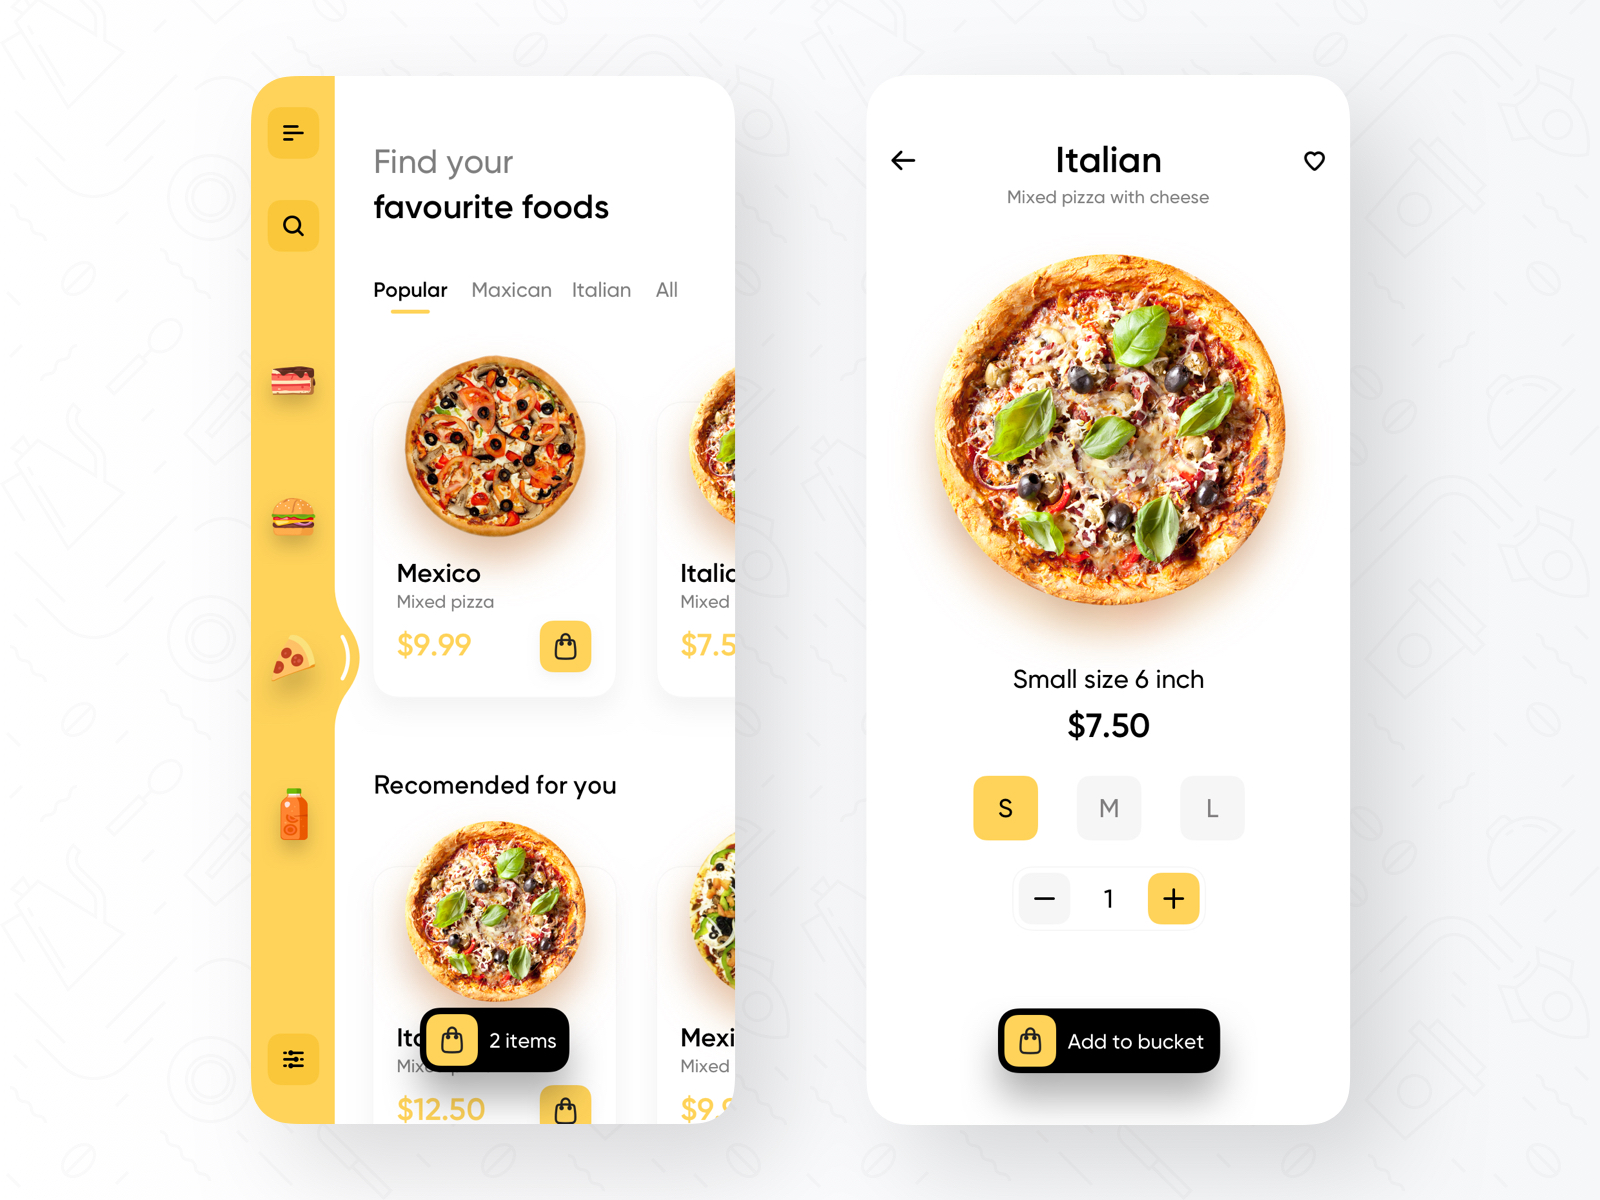 Find your
favourite foods
Popular Maxican Italian All
Mexico
Mixed pizza
$9.99
Italic
Mixed
$7.5
Recomended for you
2 items
Mixed
$12.50
Mexi
Mixed
$9.9
Italian
Mixed pizza with cheese
Small size 6 inch
$7.50
S M L
1
Add to bucket